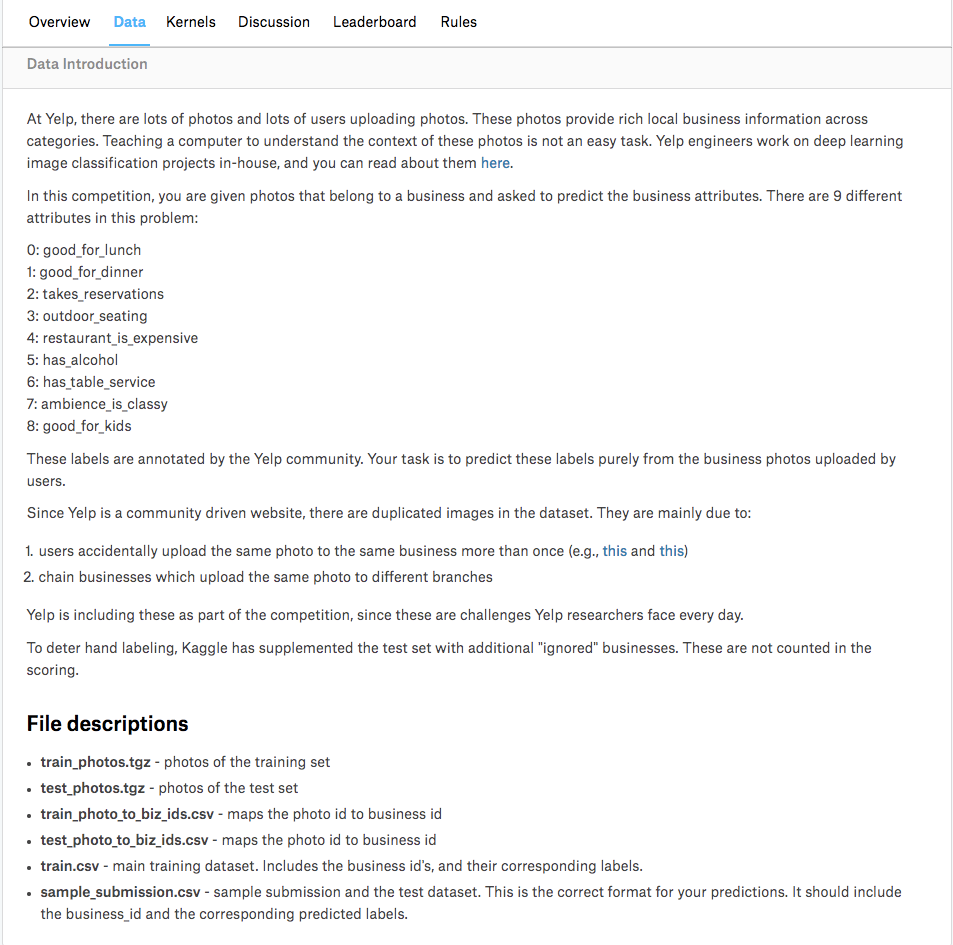 Overview Data Kernels Discussion Leaderboard Rules
Data Introduction
At Yelp, there are lots of photos and lots of users uploading photos. These photos provide rich local business information across
categories. Teaching a computer to understand the context of these photos is not an easy task. Yelp engineers work on deep learning
image classification projects in-house, and you can read about them here.
In this competition, you are given photos that belong to a business and asked to predict the business attributes. There are 9 different
attributes in this problem:
0: good_for_lunch
1: good_for_dinner
2: takes_reservations
3: outdoor_seating
4: restaurant_is_expensive
5: has_alcohol
6: has_table_service
7: ambience_is_classy
8: good_for_kids
These labels are annotated by the Yelp community. Your task is to predict these labels purely from the business photos uploaded by
users.
Since Yelp is a community driven website, there are duplicated images in the dataset. They are mainly due to:
1. users accidentally upload the same photo to the same business more than once (e.g., this and this)
2. chain businesses which upload the same photo to different branches
Yelp is including these as part of the competition, since these are challenges Yelp researchers face every day.
To deter hand labeling, Kaggle has supplemented the test set with additional "ignored" businesses. These are not counted in the
scoring.
File descriptions
• train_photos.tgz - photos of the training set
• test_photos.tgz - photos of the test set
• train_photo_to_biz_ids.csv - maps the photo id to business id
• test_photo_to_biz_ids.csv - maps the photo id to business id
• train.csv - main training dataset. Includes the business id's, and their corresponding labels.
• sample_submission.csv - sample submission and the test dataset. This is the correct format for your predictions. It should include
the business_id and the corresponding predicted labels.